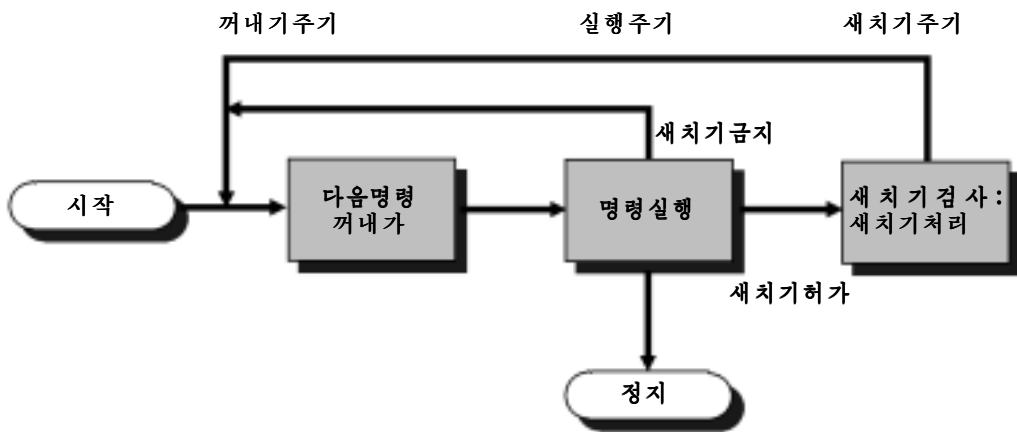 꺼내기주기
실행주기
새치기주기
새치기금지
시작
다음명령
꺼내가
명령실행
새치기검사:
새치기처리
새치기허가
정지